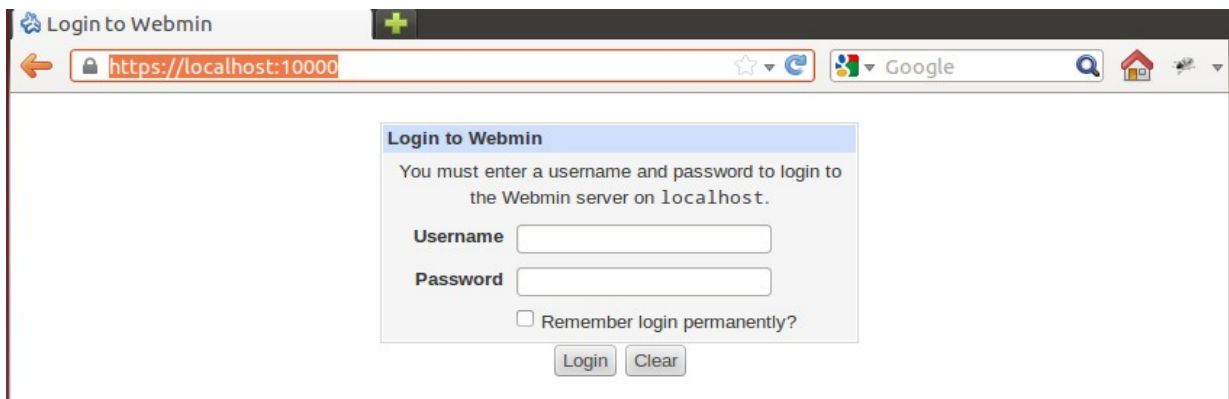 Login to Webmin
https://localhost:10000
Google
Login to Webmin
You must enter a username and password to login to
the Webmin server on localhost.
Username
Password
Remember login permanently?
Login Clear